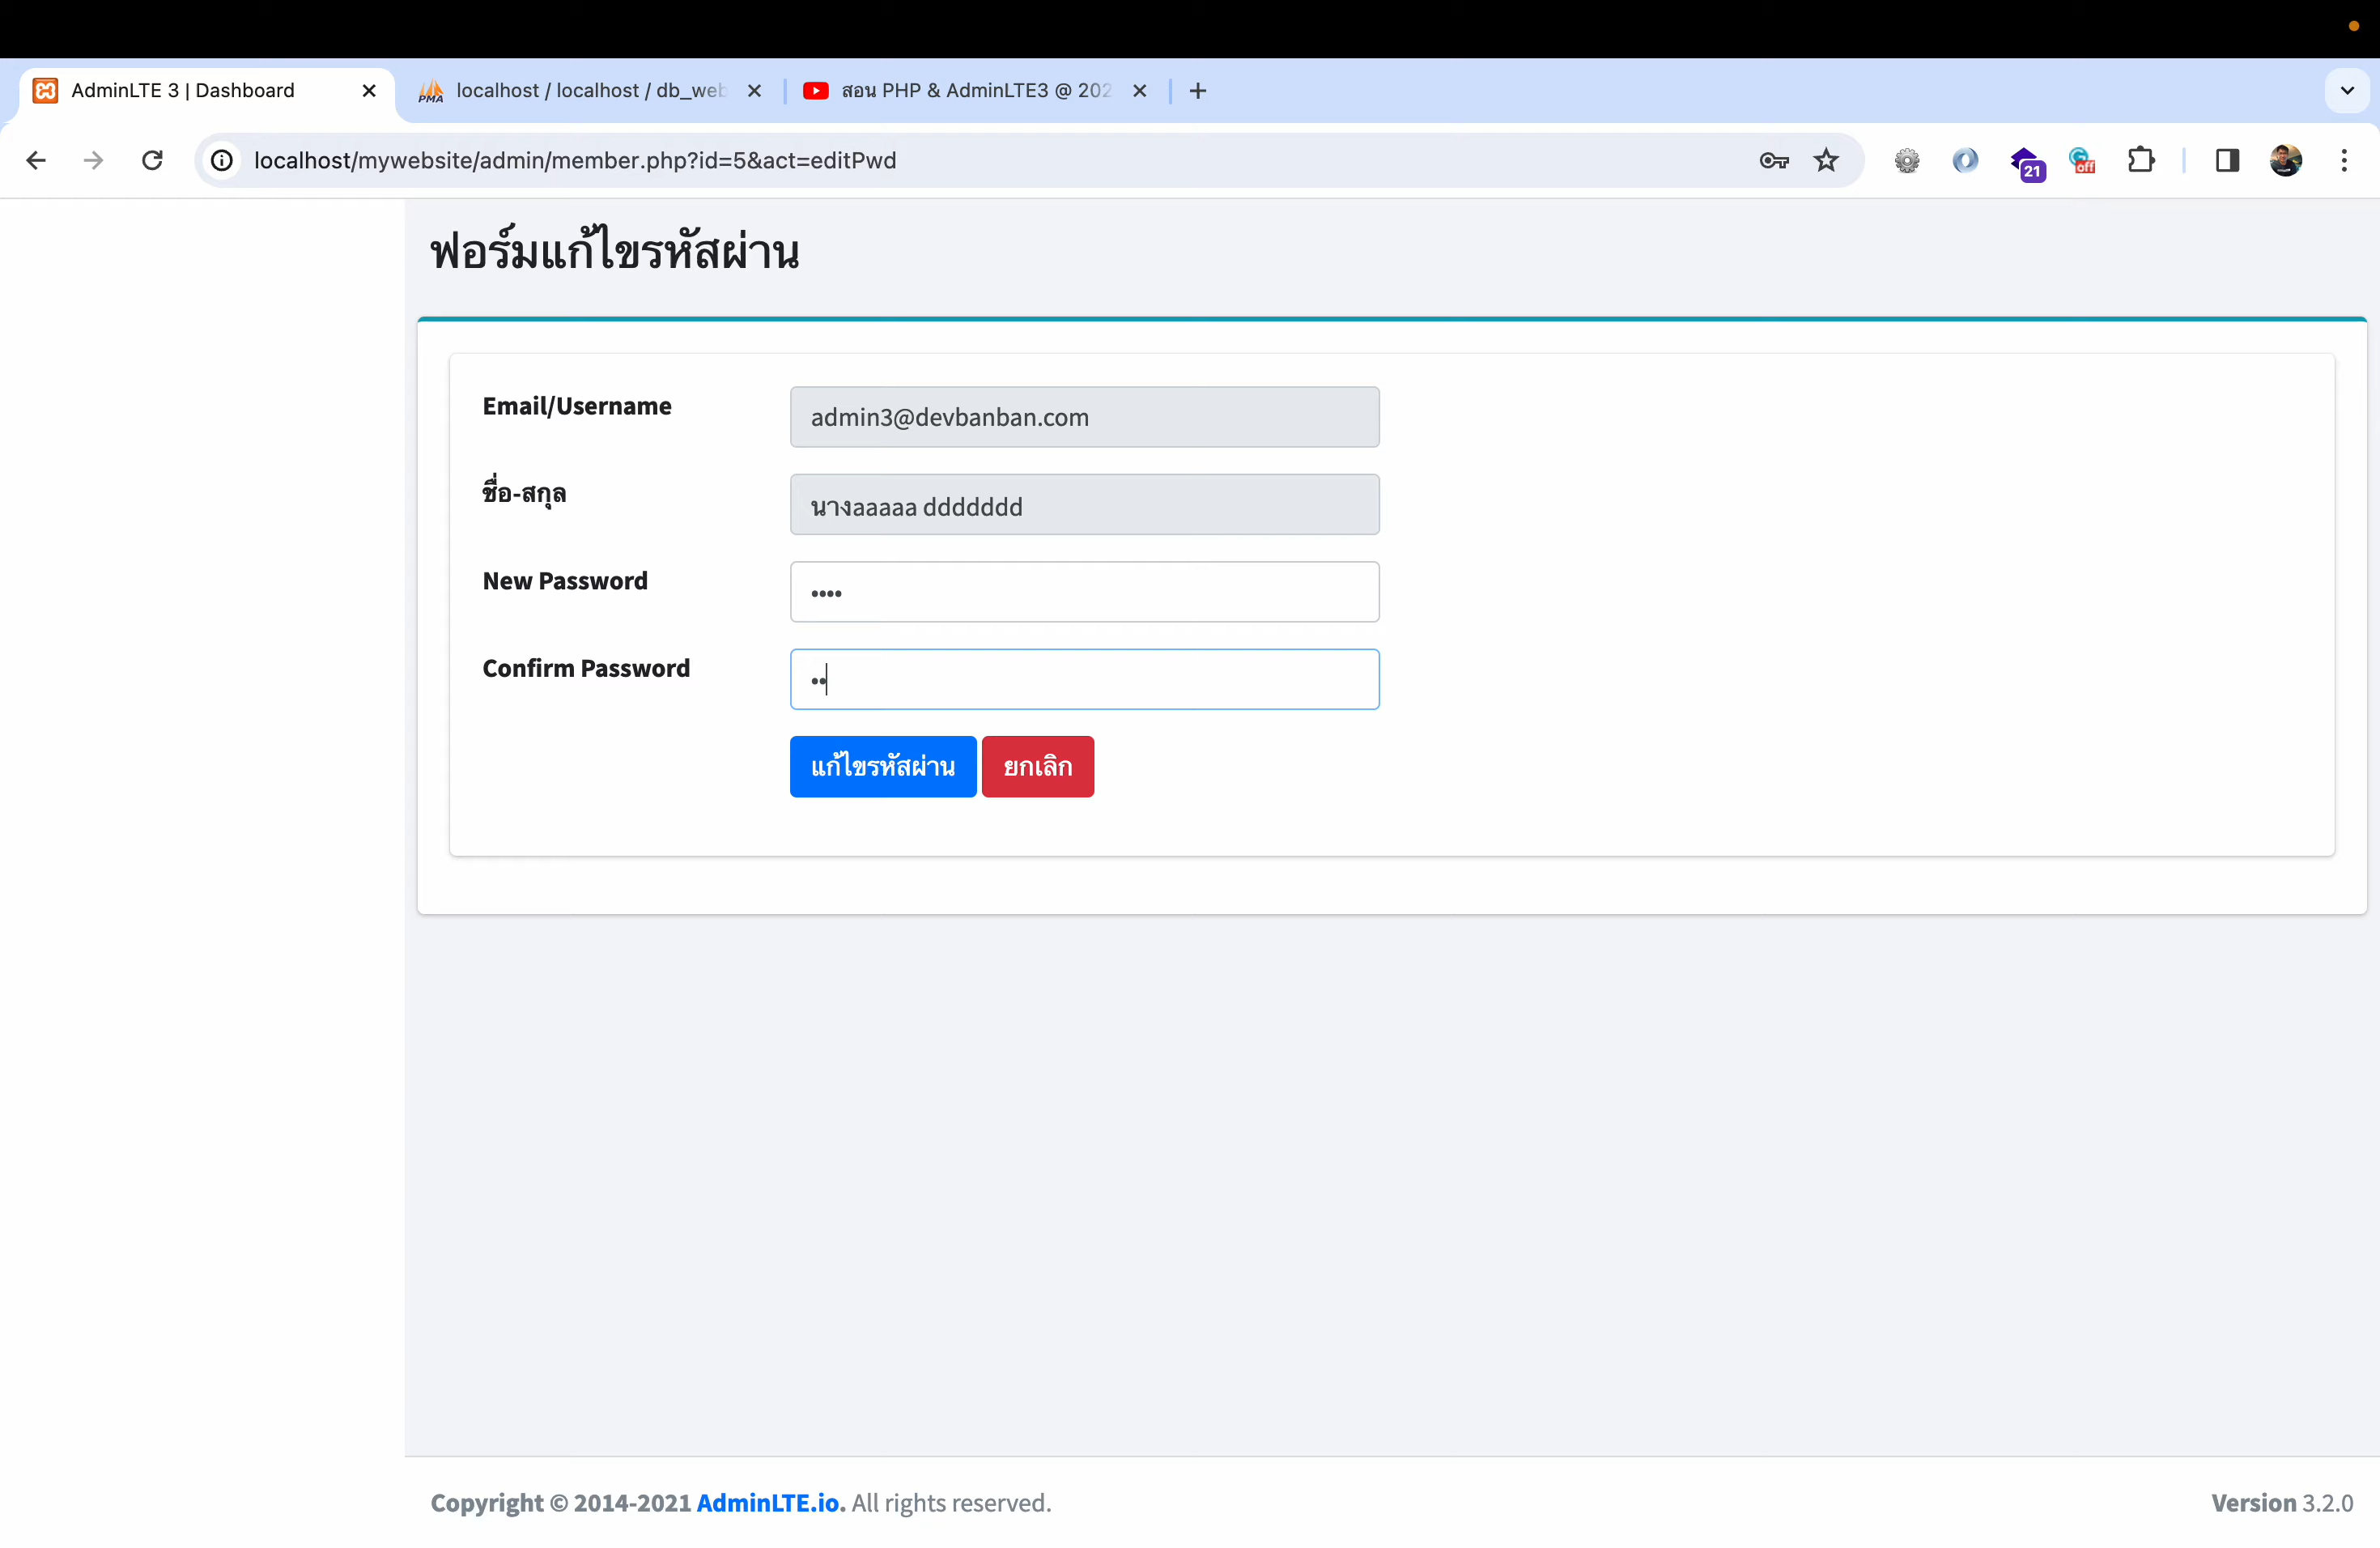 AdminLTE 3 | Dashboard
localhost / localhost / db_web
สอน PHP & AdminLTE3 @ 202
localhost/mywebsite/admin/member.php?id=5&act=editPwd
21
off
ฟอร์มแก้ไขรหัสผ่าน
Email/Username
admin3@devbanban.com
ชื่อ-สกุล
นางaaaaa ddddddd
New Password
••••
Confirm Password
••
แก้ไขรหัสผ่าน
ยกเลิก
Copyright © 2014-2021 AdminLTE.io. All rights reserved.
Version 3.2.0
PMA